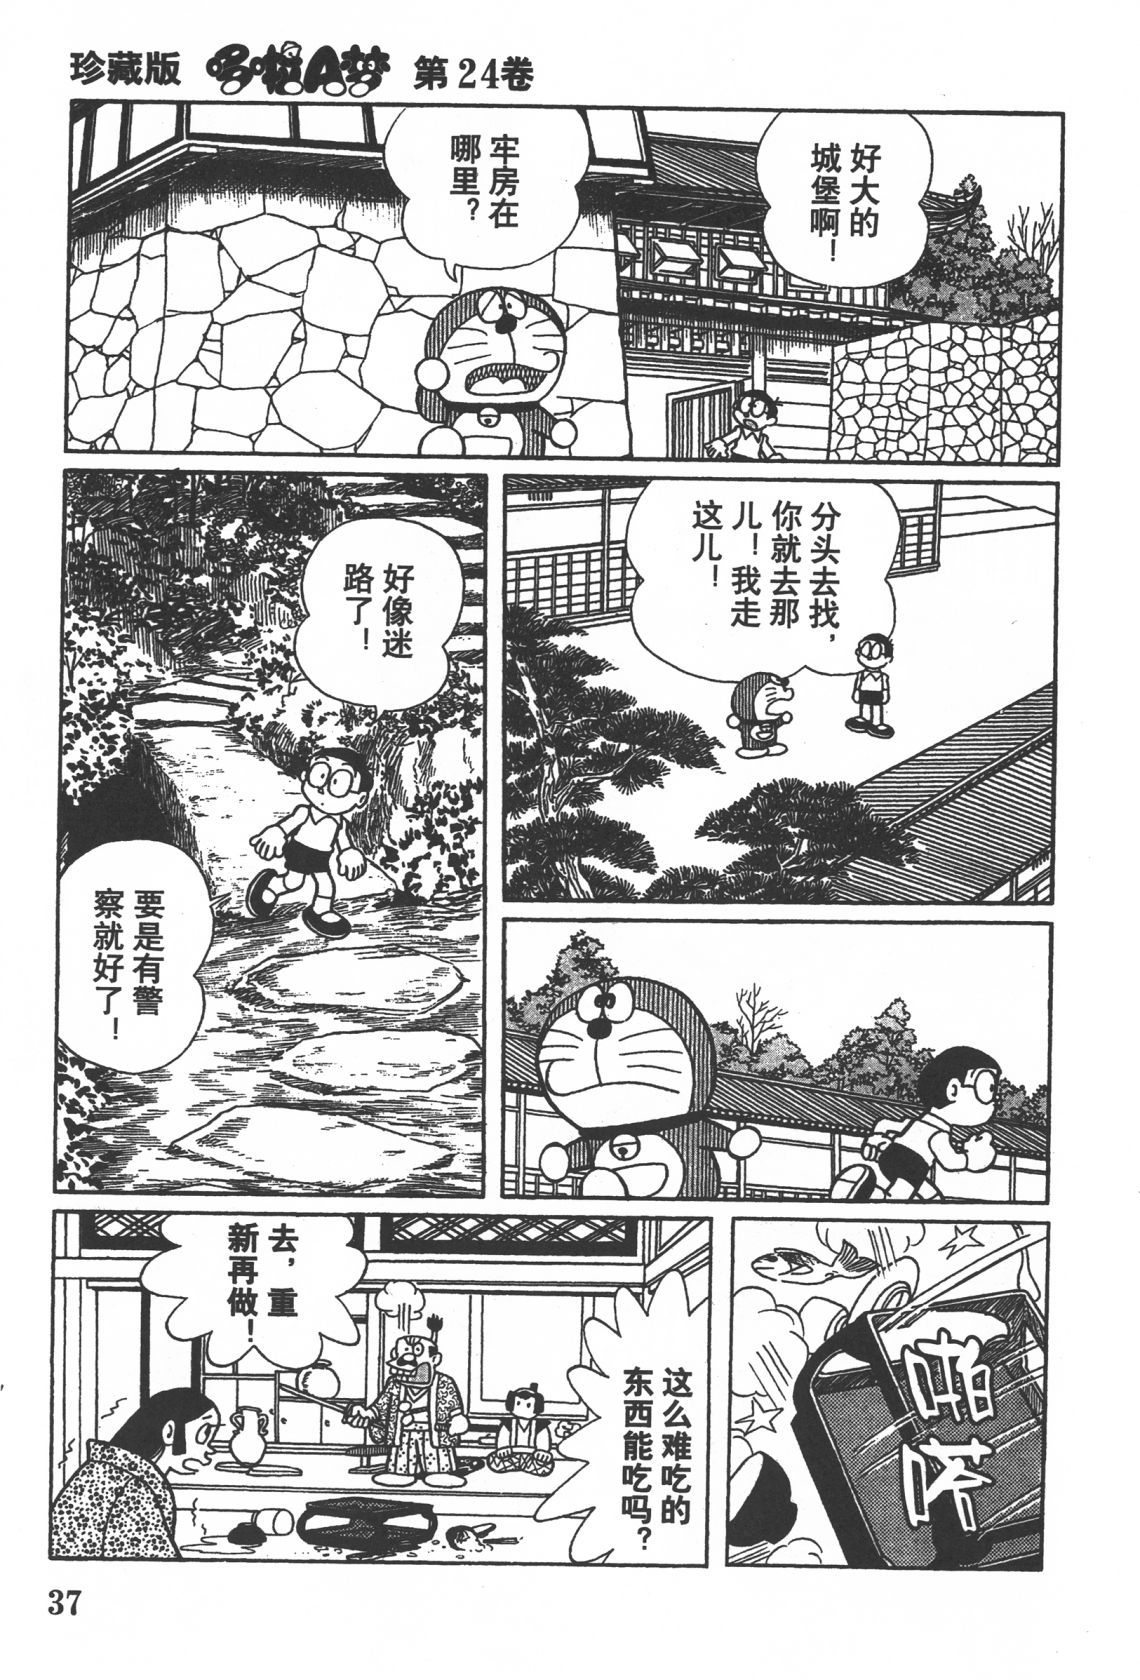 珍藏版 哆啦A梦 第24卷
好大的
城堡啊！
牢房在
哪里？
分头去找，
你就去那
儿！我走
这儿！
好像迷
路了！
要是有警
察就好了！
这么难吃的
东西能吃吗？
去，重
新再做！
37